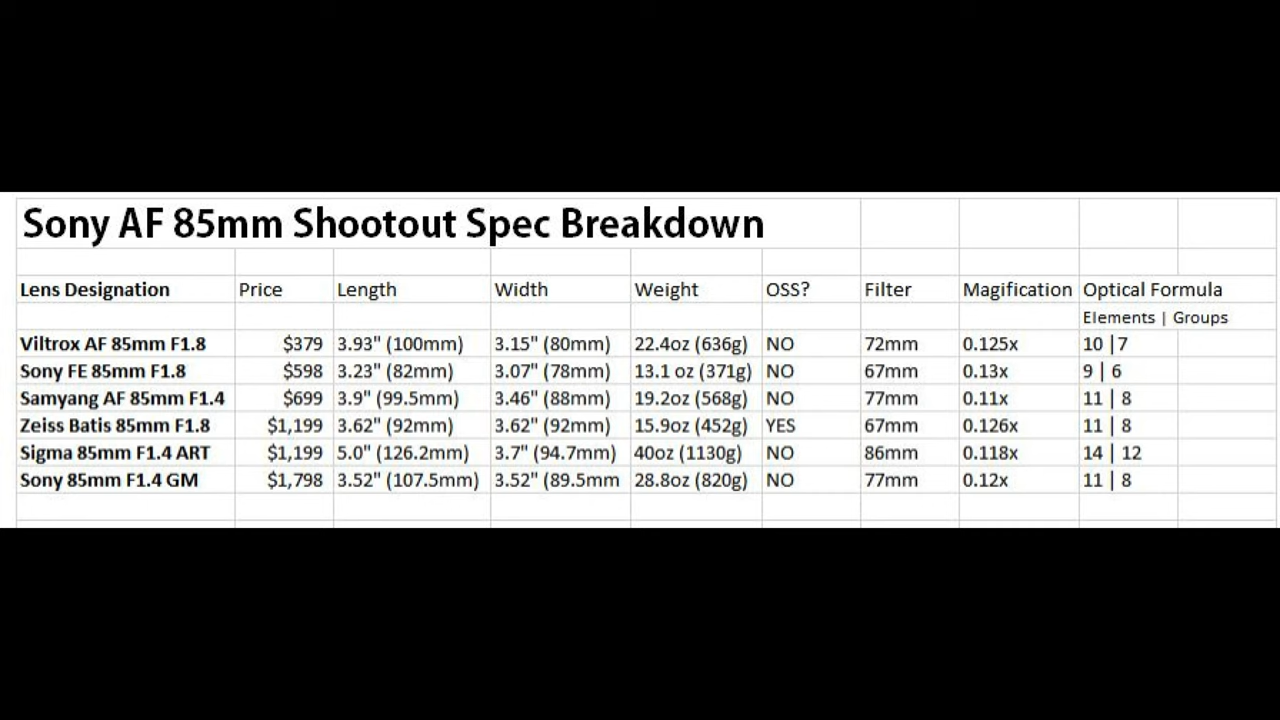 Sony AF 85mm Shootout Spec Breakdown
Lens Designation Price Length Width Weight OSS? Filter Magification Optical Formula
Elements | Groups
Viltrox AF 85mm F1.8 $379 3.93" (100mm) 3.15" (80mm) 22.4oz (636g) NO 72mm 0.125x 10 |7
Sony FE 85mm F1.8 $598 3.23" (82mm) 3.07" (78mm) 13.1 oz (371g) NO 67mm 0.13x 9 | 6
Samyang AF 85mm F1.4 $699 3.9" (99.5mm) 3.46" (88mm) 19.2oz (568g) NO 77mm 0.11x 11 | 8
Zeiss Batis 85mm F1.8 $1,199 3.62" (92mm) 3.62" (92mm) 15.9oz (452g) YES 67mm 0.126x 11 | 8
Sigma 85mm F1.4 ART $1,199 5.0" (126.2mm) 3.7" (94.7mm) 40oz (1130g) NO 86mm 0.118x 14 | 12
Sony 85mm F1.4 GM $1,798 3.52" (107.5mm) 3.52" (89.5mm 28.8oz (820g) NO 77mm 0.12x 11 | 8